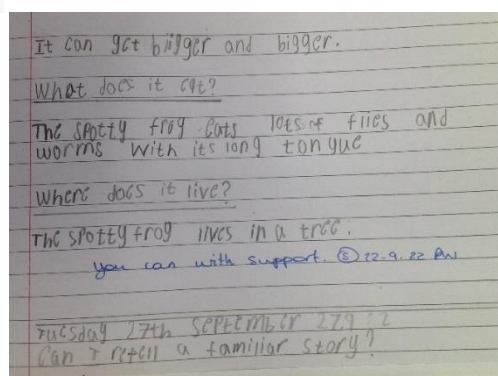 It can get biigger and bigger.
What does it eat?
The spotty frog eats lots of flies and
worms with its long tongue
Where does it live?
The spotty frog lives in a tree.
you can with support. Ⓢ 22.9.22 PW
Tuesday 27th September 27.9.22
Can I retell a familiar story?